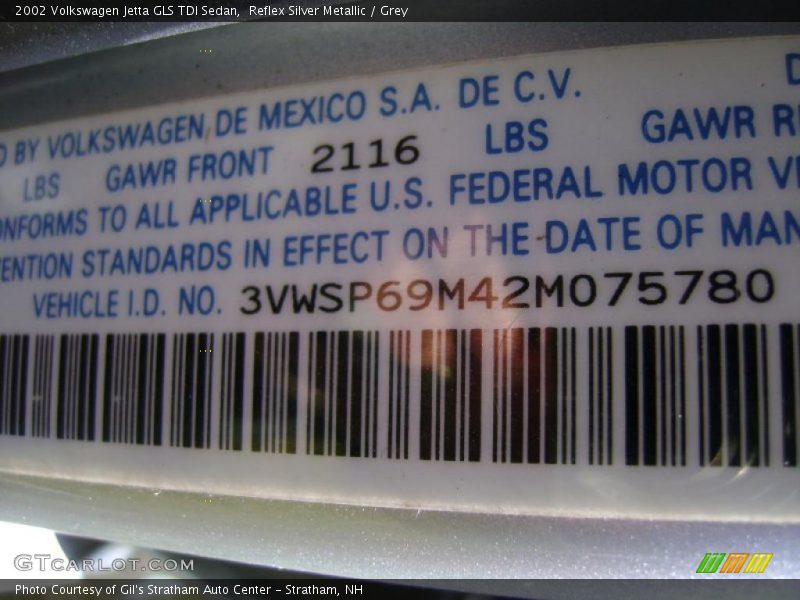 2002 Volkswagen Jetta GLS TDI Sedan, Reflex Silver Metallic / Grey
D BY VOLKSWAGEN DE MEXICO S.A. DE C.V. D
LBS GAWR FRONT 2116 LBS GAWR R
ONFORMS TO ALL APPLICABLE U.S. FEDERAL MOTOR V
ENTION STANDARDS IN EFFECT ON THE DATE OF MAN
VEHICLE I.D. NO. 3VWSP69M42M075780
GTCARLOT.COM
Photo Courtesy of Gil's Stratham Auto Center - Stratham, NH